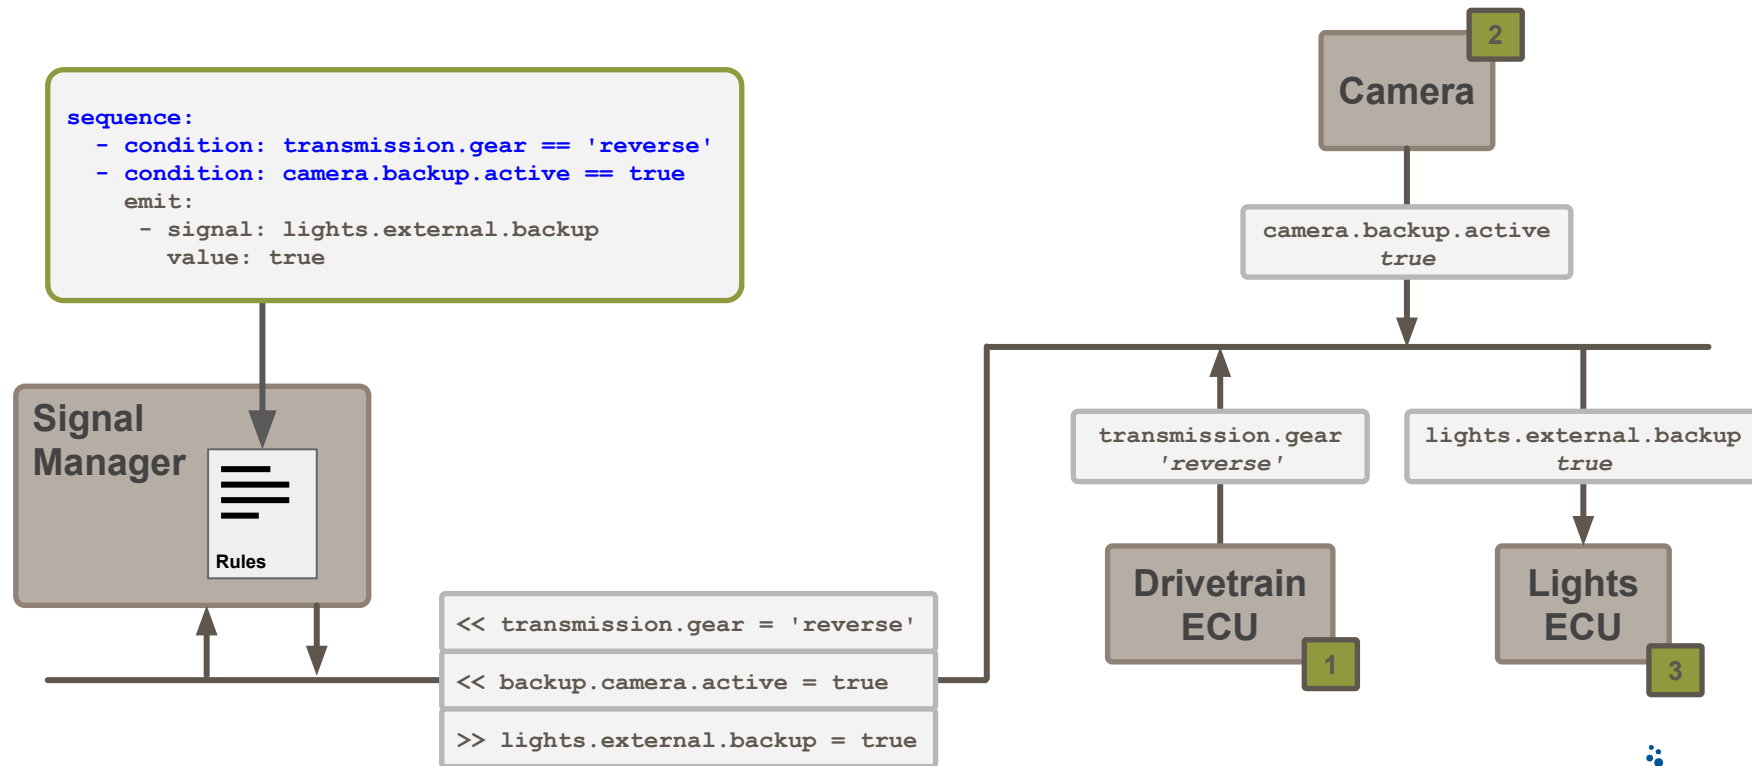 sequence:
- condition: transmission.gear == 'reverse'
- condition: camera.backup.active == true
emit:
- signal: lights.external.backup
value: true
Signal
Manager
Rules
<< transmission.gear = 'reverse'
<< backup.camera.active = true
>> lights.external.backup = true
2
Camera
camera.backup.active
true
transmission.gear
'reverse'
lights.external.backup
true
Drivetrain
ECU
1
Lights
ECU
3